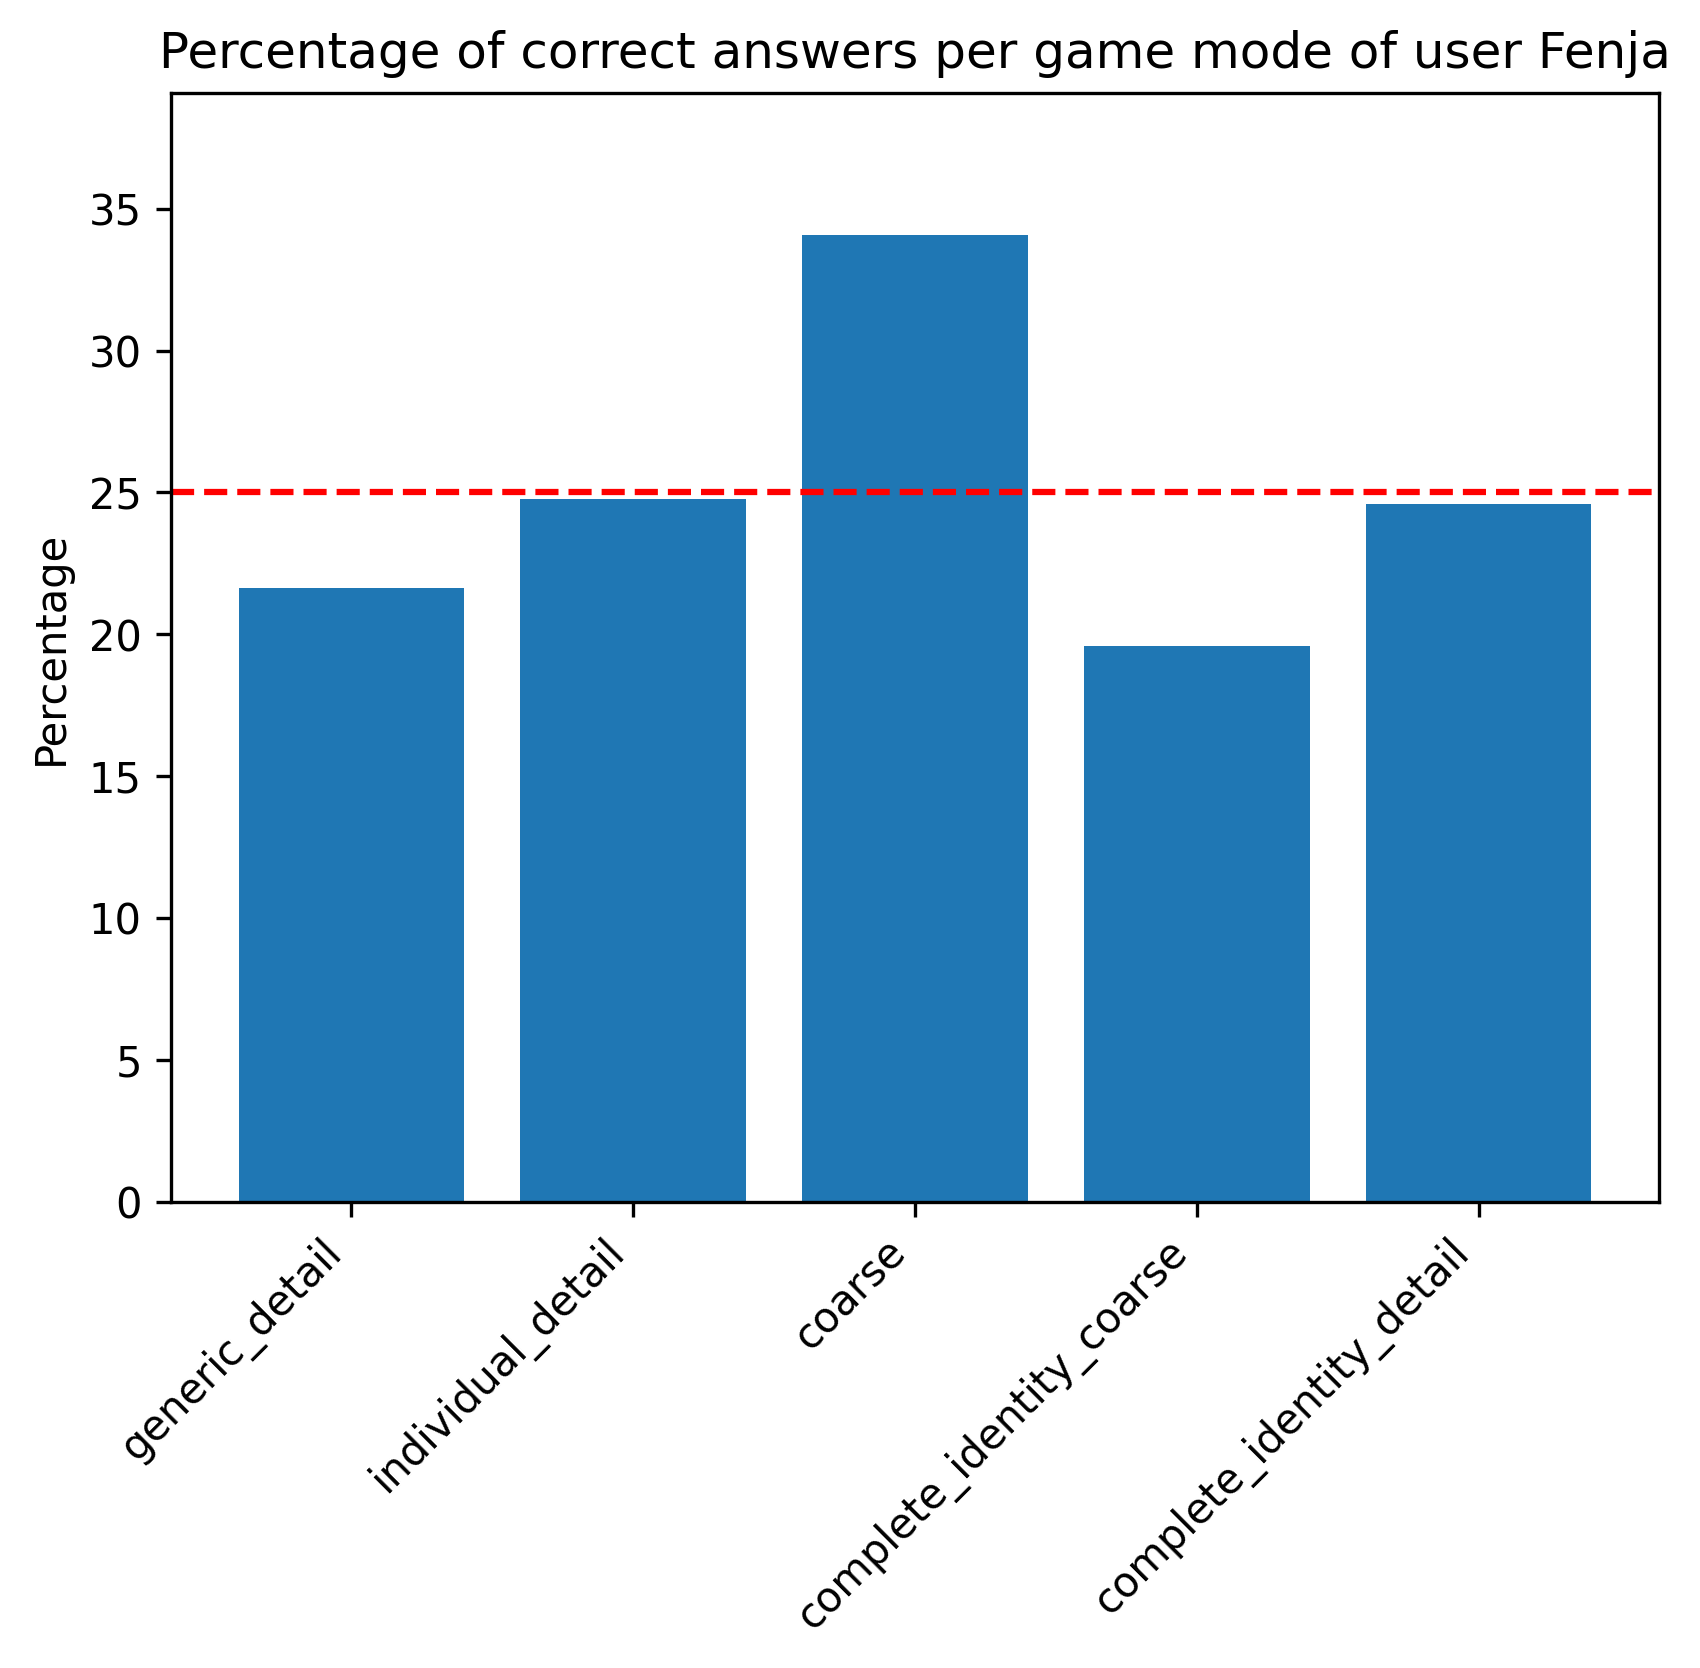 Percentage of correct answers per game mode of user Fenja
Percentage
35
30
25
20
15
10
5
0
generic_detail
individual_detail
coarse
complete_identity_coarse
complete_identity_detail